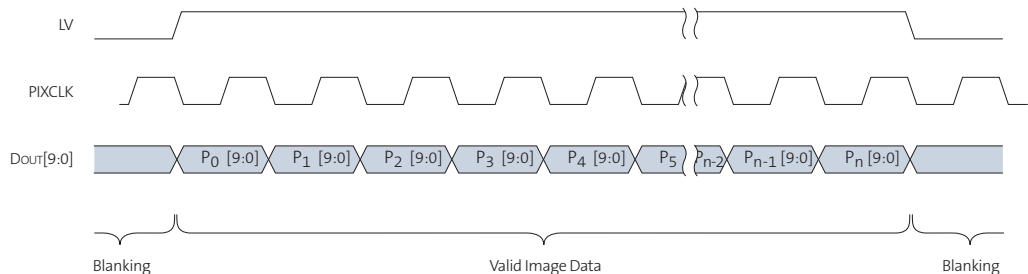 LV
PIXCLK
DOUT[9:0]
P0 [9:0] P1 [9:0] P2 [9:0] P3 [9:0] P4 [9:0] P5 Pn-2 Pn-1 [9:0] Pn [9:0]
Blanking Valid Image Data Blanking